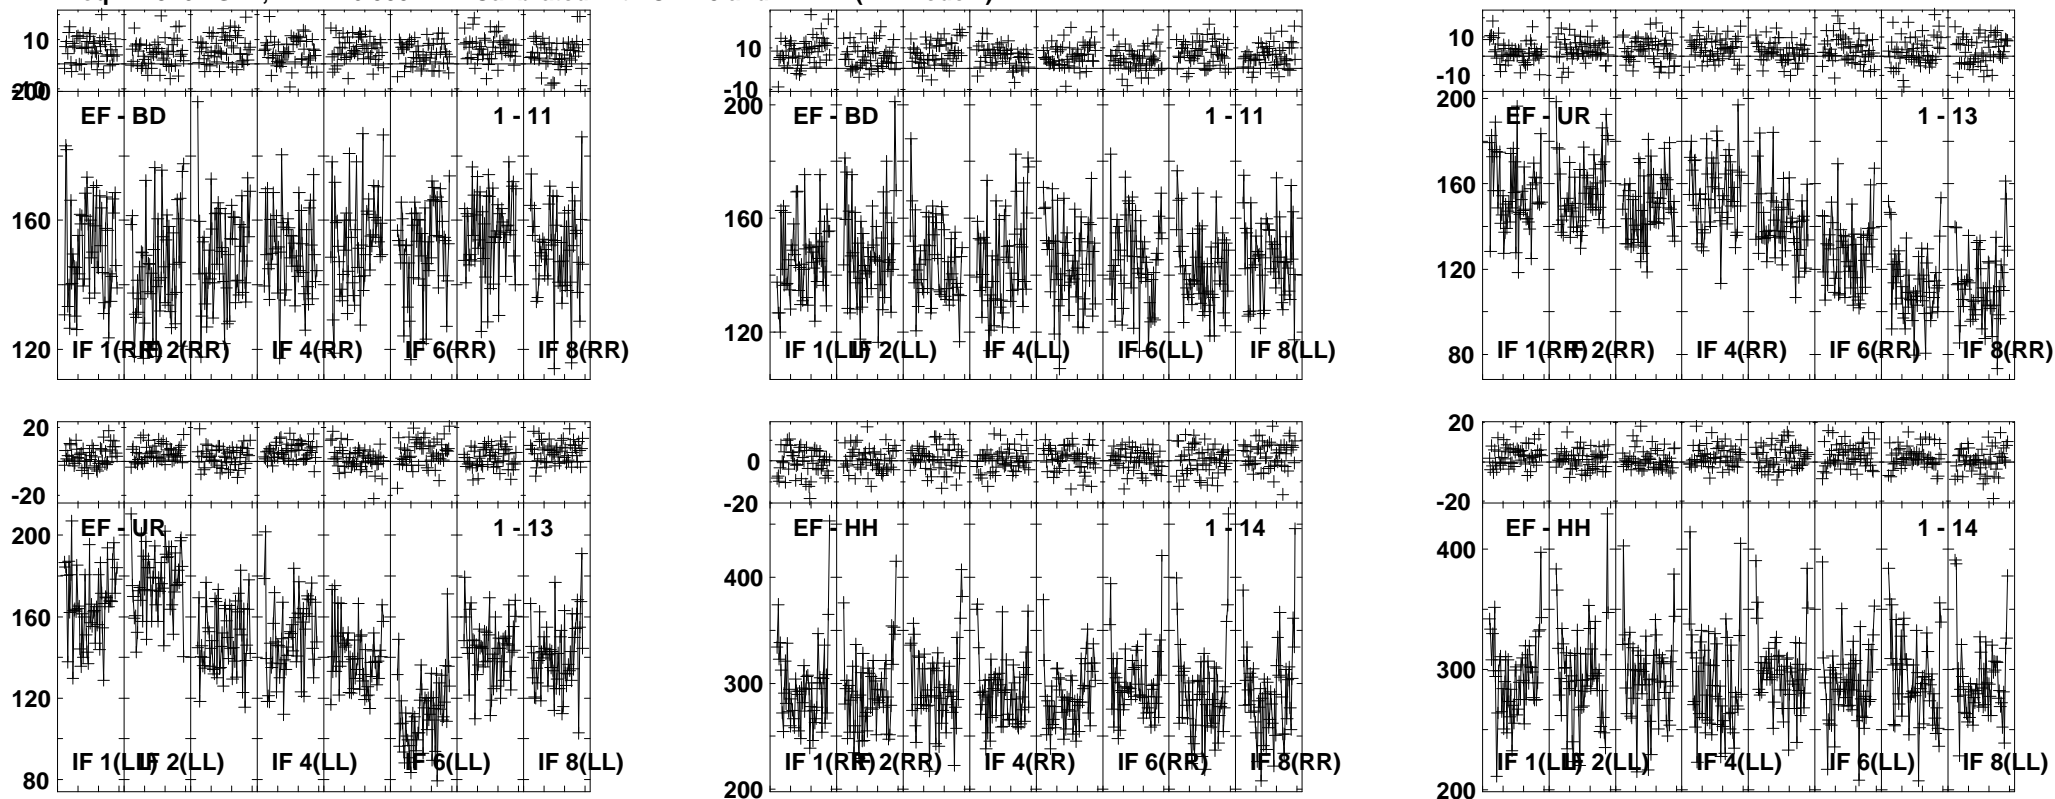 10
-10
200
EF - BD
1 - 11
160
120
IF 1(RR)
IF 2(RR)
IF 4(RR)
IF 6(RR)
IF 8(RR)
10
-10
200
EF - BD
1 - 11
160
120
IF 1(LL)
IF 2(LL)
IF 4(LL)
IF 6(LL)
IF 8(LL)
10
-10
200
EF - UR
1 - 13
160
120
80
IF 1(RR)
IF 2(RR)
IF 4(RR)
IF 6(RR)
IF 8(RR)
20
-20
200
EF - UR
1 - 13
160
120
80
IF 1(LL)
IF 2(LL)
IF 4(LL)
IF 6(LL)
IF 8(LL)
0
-20
EF - HH
1 - 14
400
300
200
IF 1(RR)
IF 2(RR)
IF 4(RR)
IF 6(RR)
IF 8(RR)
20
-20
EF - HH
1 - 14
400
300
200
IF 1(LL)
IF 2(LL)
IF 4(LL)
IF 6(LL)
IF 8(LL)